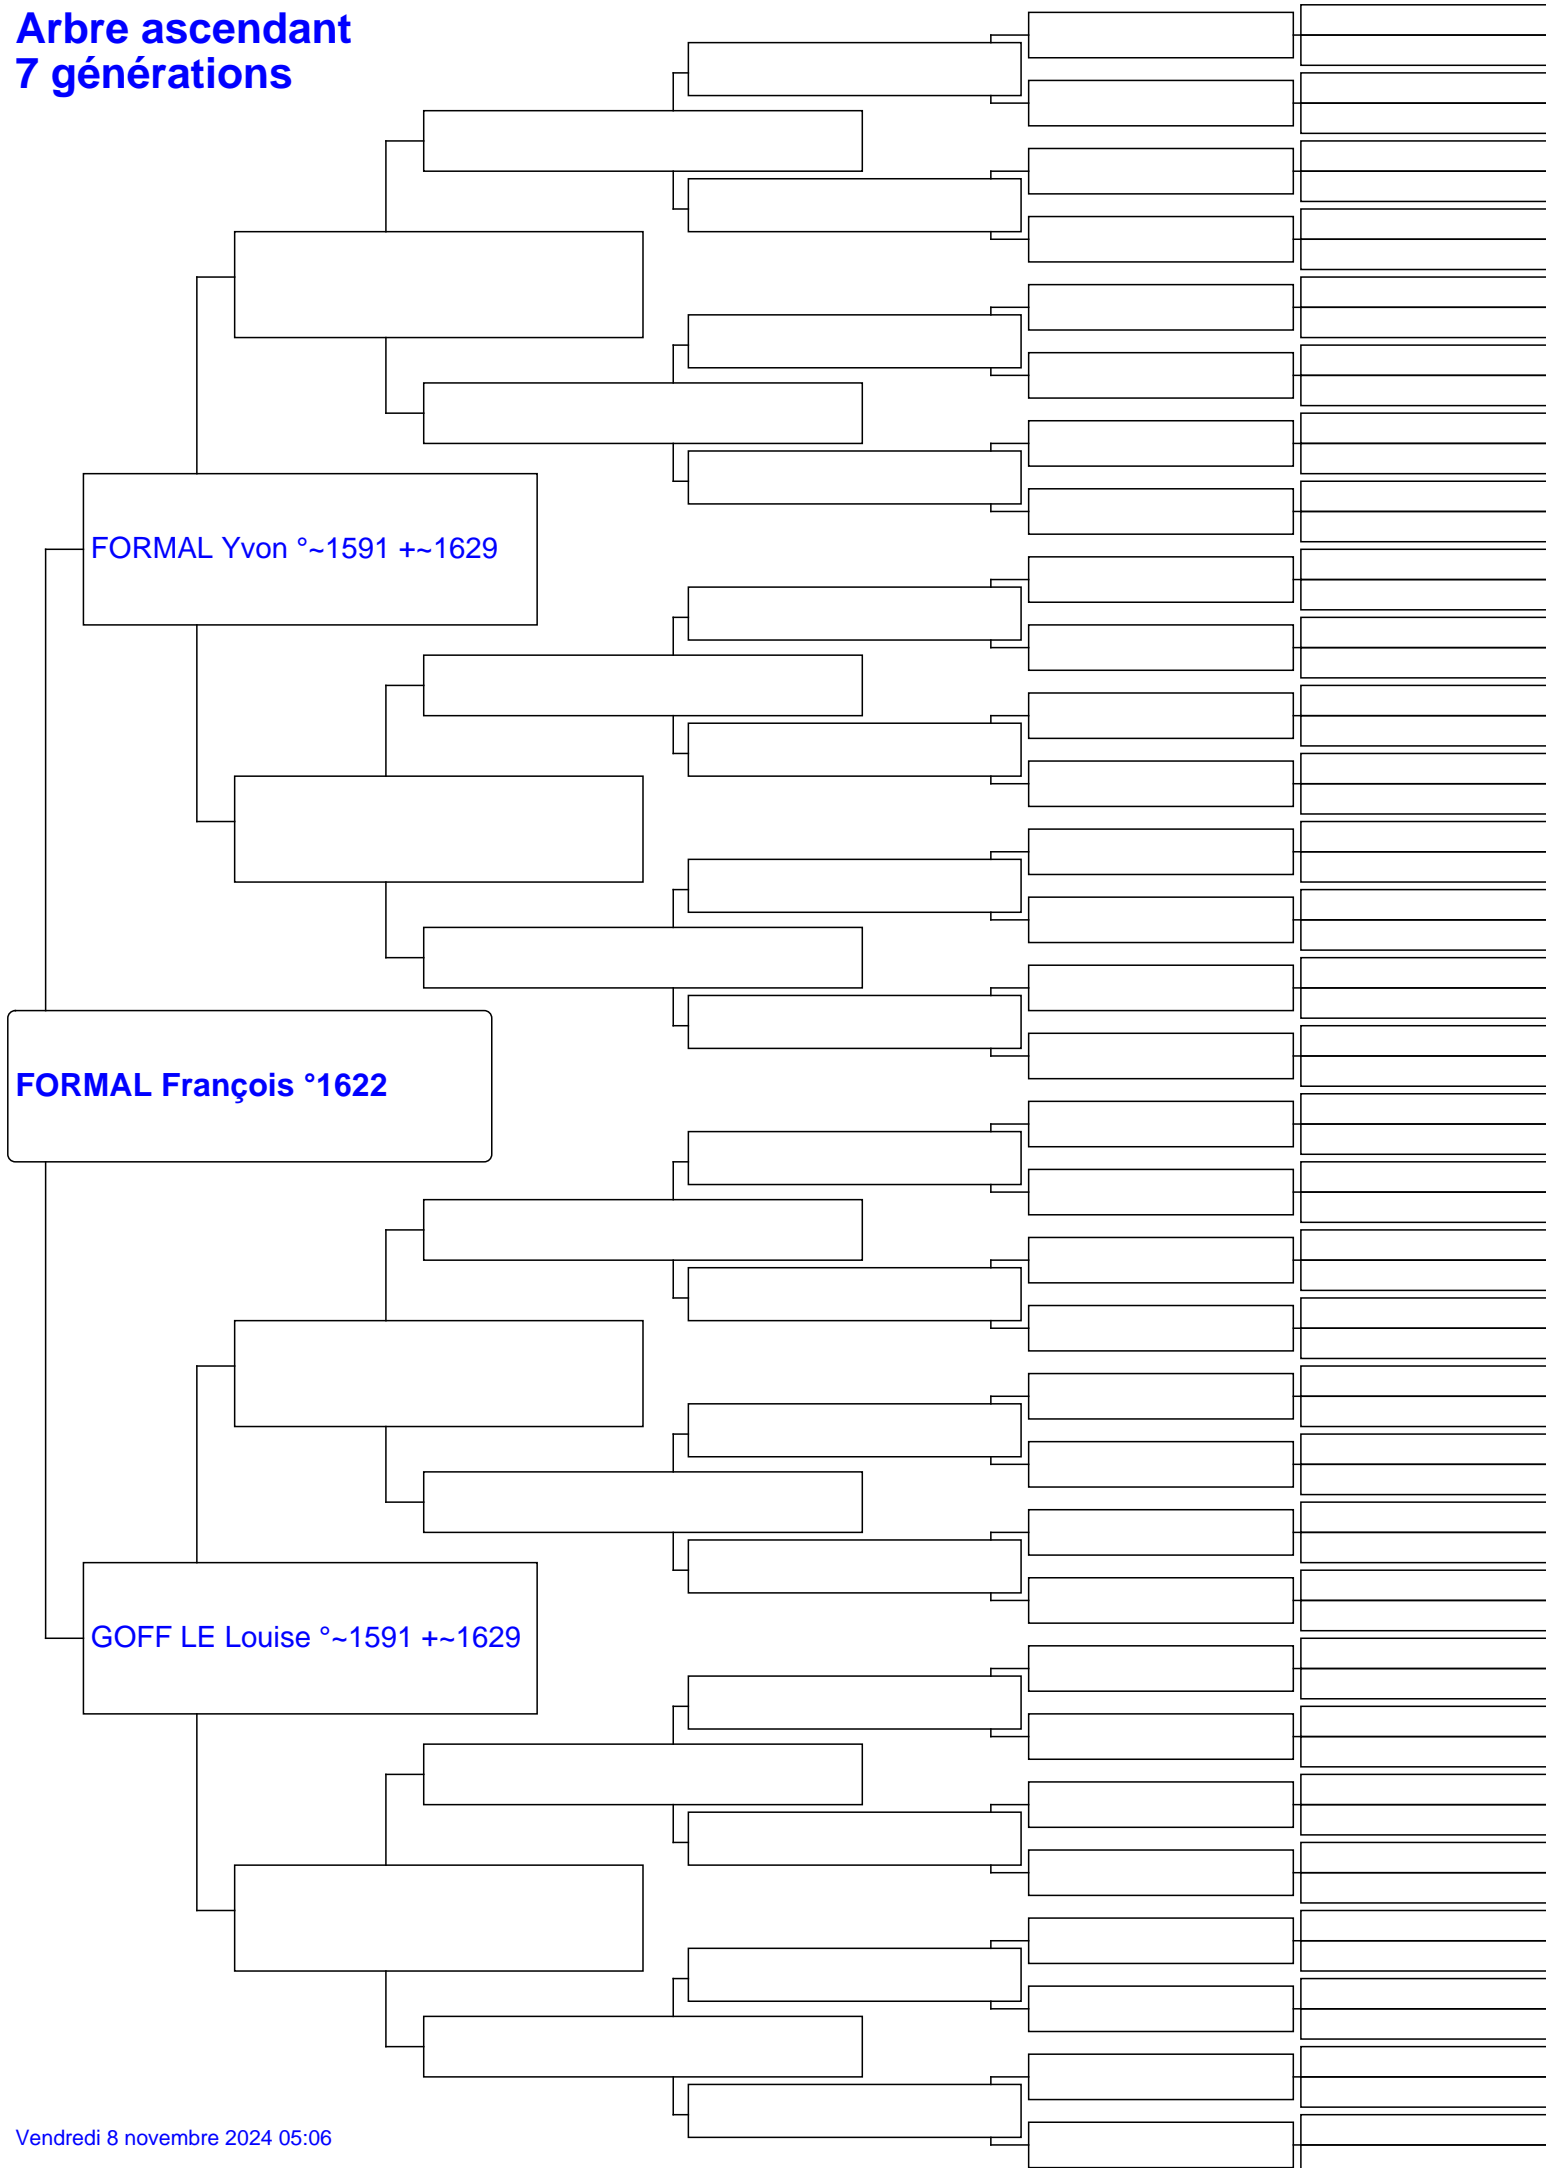 Arbre ascendant
7 générations
FORMAL Yvon °~1591 +~1629
FORMAL François °1622
GOFF LE Louise °~1591 +~1629
Vendredi 8 novembre 2024 05:06